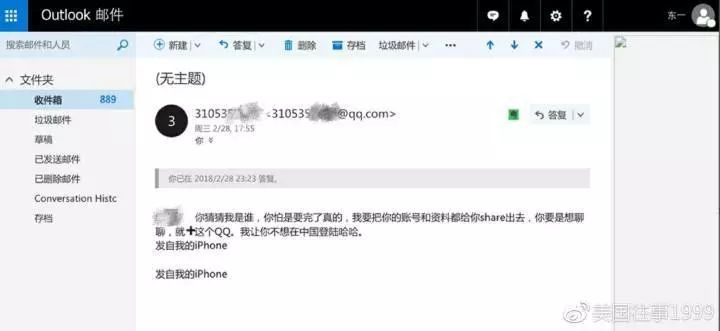 Outlook 邮件
东一
搜索邮件和人员
新建
答复
删除
存档
垃圾邮件
撤消
文件夹
收件箱 889
垃圾邮件
草稿
已发送邮件
已删除邮件
Conversation Histc
存档
(无主题)
3
31053 <31053 @qq.com>
周三 2/28, 17:55
你
答复
你已在 2018/2/28 23:23 答复。
你猜猜我是谁，你怕是要完了真的，我要把你的账号和资料都给你share出去，你要是想聊
聊，就 这个QQ。我让你不想在中国登陆哈哈。
发自我的iPhone
发自我的iPhone
美国往事1999